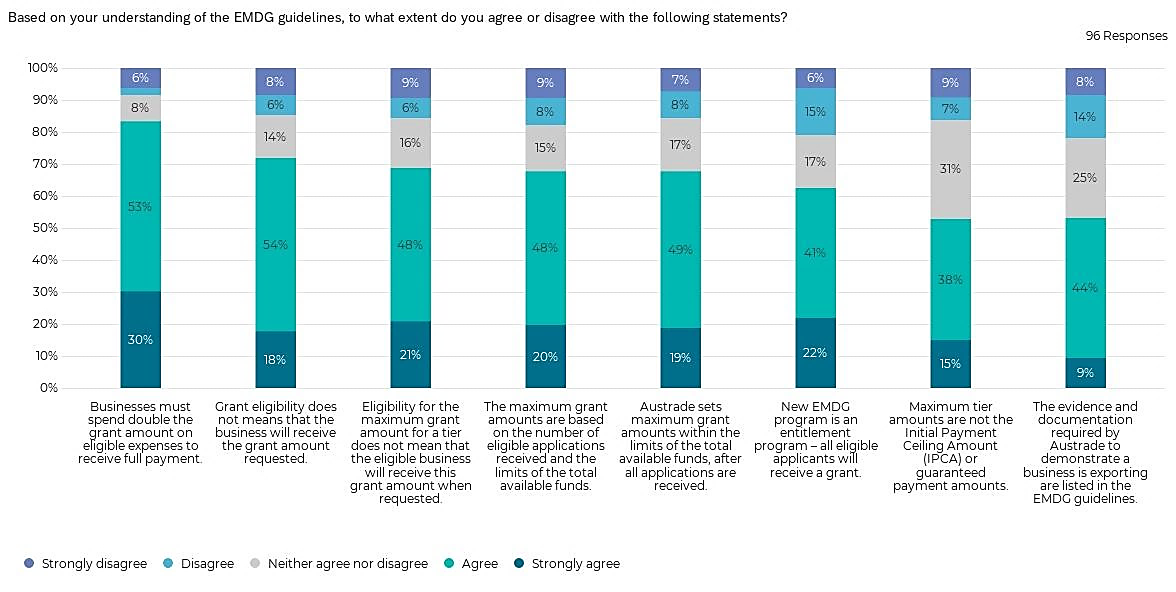 Based on your understanding of the EMDG guidelines, to what extent do you agree or disagree with the following statements?
96 Responses
100%
90%
80%
70%
60%
50%
40%
30%
20%
10%
0%
6%
8%
53%
30%
8%
6%
14%
54%
18%
9%
6%
16%
48%
21%
9%
8%
15%
48%
20%
7%
8%
17%
49%
19%
6%
15%
17%
41%
22%
9%
7%
31%
38%
15%
8%
14%
25%
44%
9%
Businesses must
spend double the
grant amount on
eligible expenses to
receive full payment.
Grant eligibility does
not means that the
business will receive
the grant amount
requested.
Eligibility for the
maximum grant
amount for a tier
does not mean that
the eligible business
will receive this
grant amount when
requested.
The maximum grant
amounts are based
on the number of
eligible applications
received and the
limits of the total
available funds.
Austrade sets
maximum grant
amounts within the
limits of the total
available funds, after
all applications are
received.
New EMDG
program is an
entitlement
program – all eligible
applicants will
receive a grant.
Maximum tier
amounts are not the
Initial Payment
Ceiling Amount
(IPCA) or
guaranteed
payment amounts.
The evidence and
documentation
required by
Austrade to
demonstrate a
business is exporting
are listed in the
EMDG guidelines.
Strongly disagree
Disagree
Neither agree nor disagree
Agree
Strongly agree